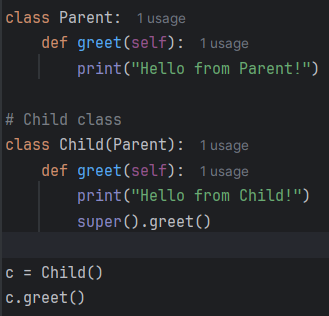 class Parent:  1 usage
    def greet(self):  1 usage
        print("Hello from Parent!")

# Child class
class Child(Parent):  1 usage
    def greet(self):  1 usage
        print("Hello from Child!")
        super().greet()

c = Child()
c.greet()